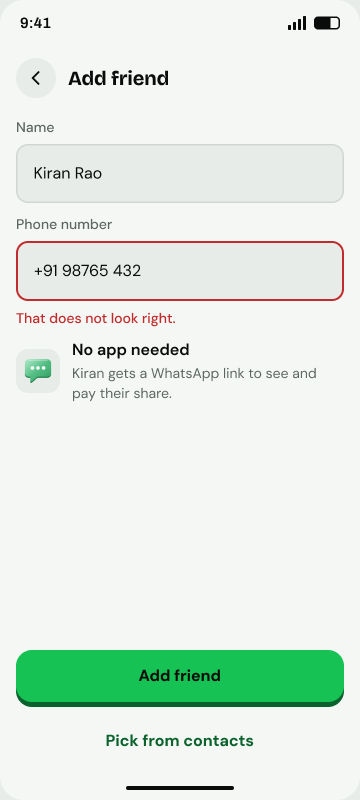 9:41
Add friend
Name
Kiran Rao
Phone number
+91 98765 432
That does not look right.
No app needed
Kiran gets a WhatsApp link to see and
pay their share.
Add friend
Pick from contacts